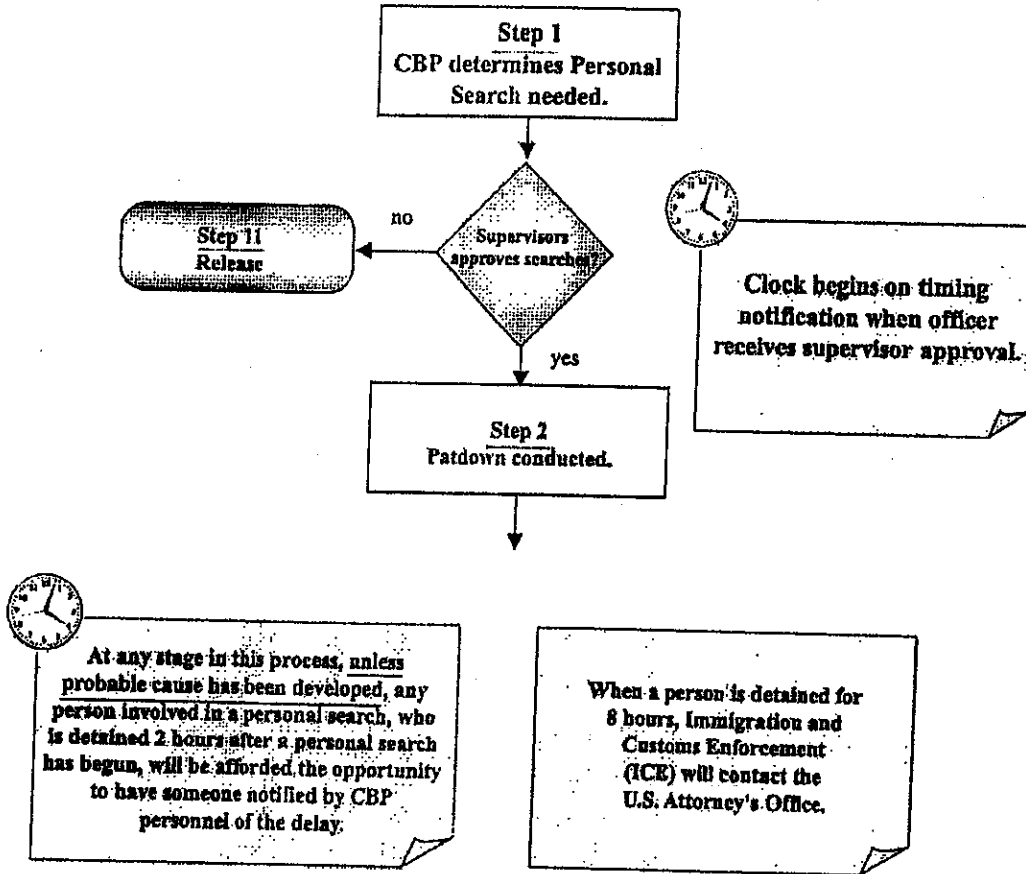 Step 1
CBP determines Personal
Search needed.
no
Step 11
Release
Supervisors
approves searches?
Clock begins on timing
notification when officer
receives supervisor approval.
yes
Step 2
Patdown conducted.
At any stage in this process, unless
probable cause has been developed, any
person involved in a personal search, who
is detained 2 hours after a personal search
has begun, will be afforded the opportunity
to have someone notified by CBP
personnel of the delay.
When a person is detained for
8 hours, Immigration and
Customs Enforcement
(ICE) will contact the
U.S. Attorney's Office.